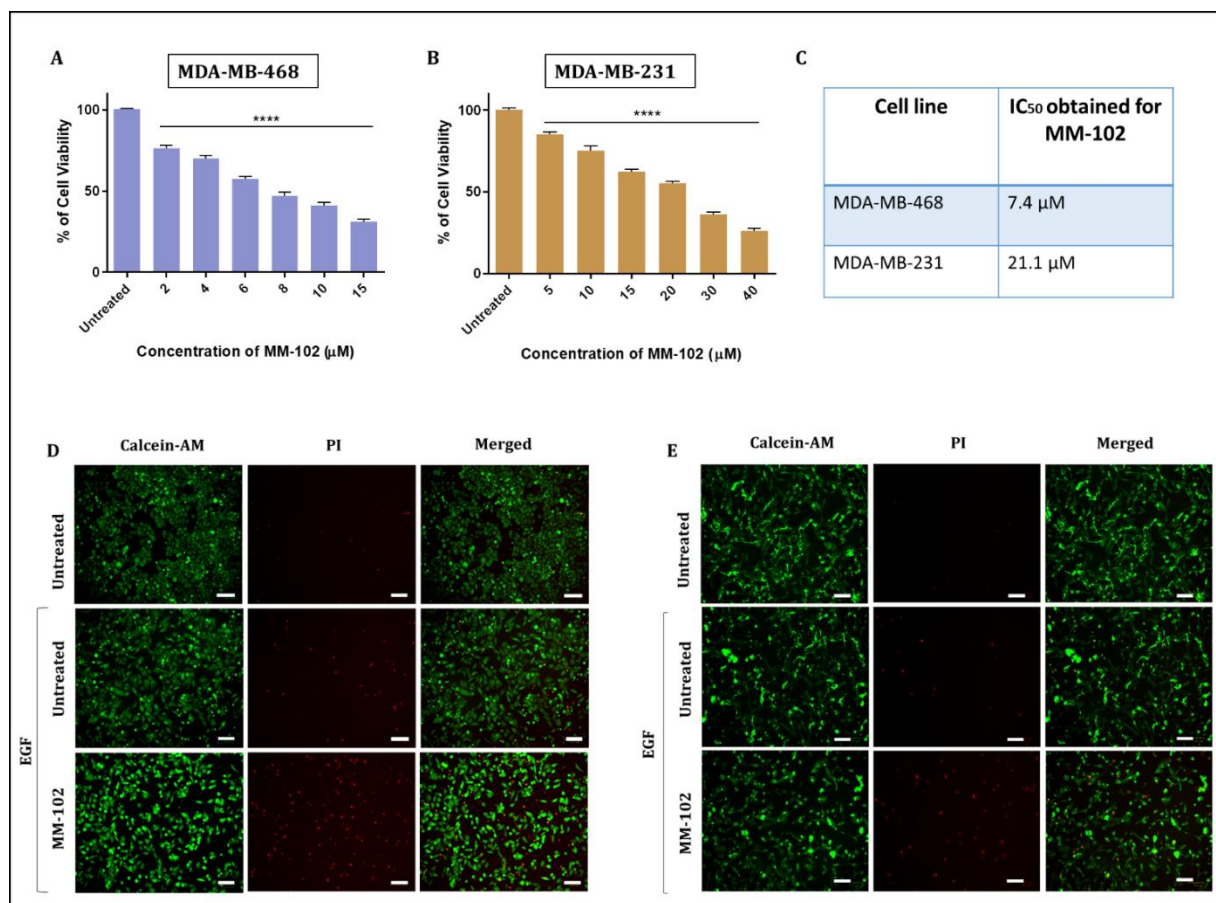 A
MDA-MB-468
% of Cell Viability
100
50
0
****
Untreated
2
4
6
8
10
15
Concentration of MM-102 (μM)
B
MDA-MB-231
% of Cell Viability
100
50
0
****
Untreated
5
10
15
20
30
40
Concentration of MM-102 (μM)
C
Cell line
IC50 obtained for
MM-102
MDA-MB-468
7.4 μM
MDA-MB-231
21.1 μM
D
Calcein-AM
PI
Merged
Untreated
EGF
Untreated
MM-102
E
Calcein-AM
PI
Merged
Untreated
EGF
Untreated
MM-102